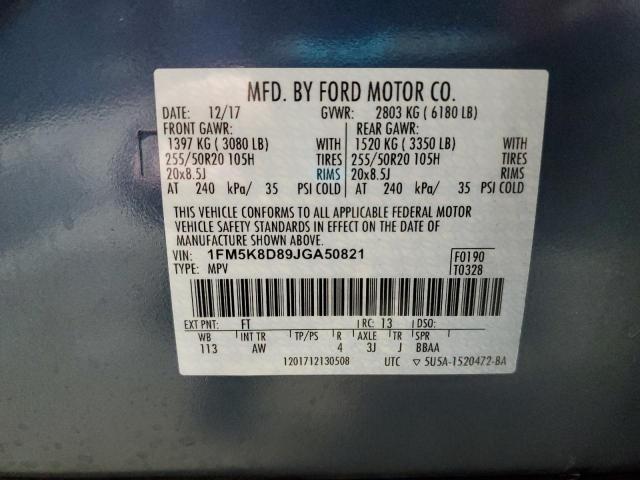 MFD. BY FORD MOTOR CO.
DATE: 12/17 GVWR: 2803 KG ( 6180 LB)
FRONT GAWR: REAR GAWR:
1397 KG ( 3080 LB) WITH 1520 KG ( 3350 LB) WITH
255/50R20 105H TIRES 255/50R20 105H TIRES
20x8.5J RIMS 20x8.5J RIMS
AT 240 kPa/ 35 PSI COLD AT 240 kPa/ 35 PSI COLD
THIS VEHICLE CONFORMS TO ALL APPLICABLE FEDERAL MOTOR
VEHICLE SAFETY STANDARDS IN EFFECT ON THE DATE OF
MANUFACTURE SHOWN ABOVE.
VIN: 1FM5K8D89JGA50821 F0190
TYPE: MPV T0328
EXT PNT: FT RC: 13 DSO:
WB INT TR TP/PS R AXLE TR SPR
113 AW 4 3J J BBAA
1201712130508 UTC ▽ 5U5A-1520472-BA